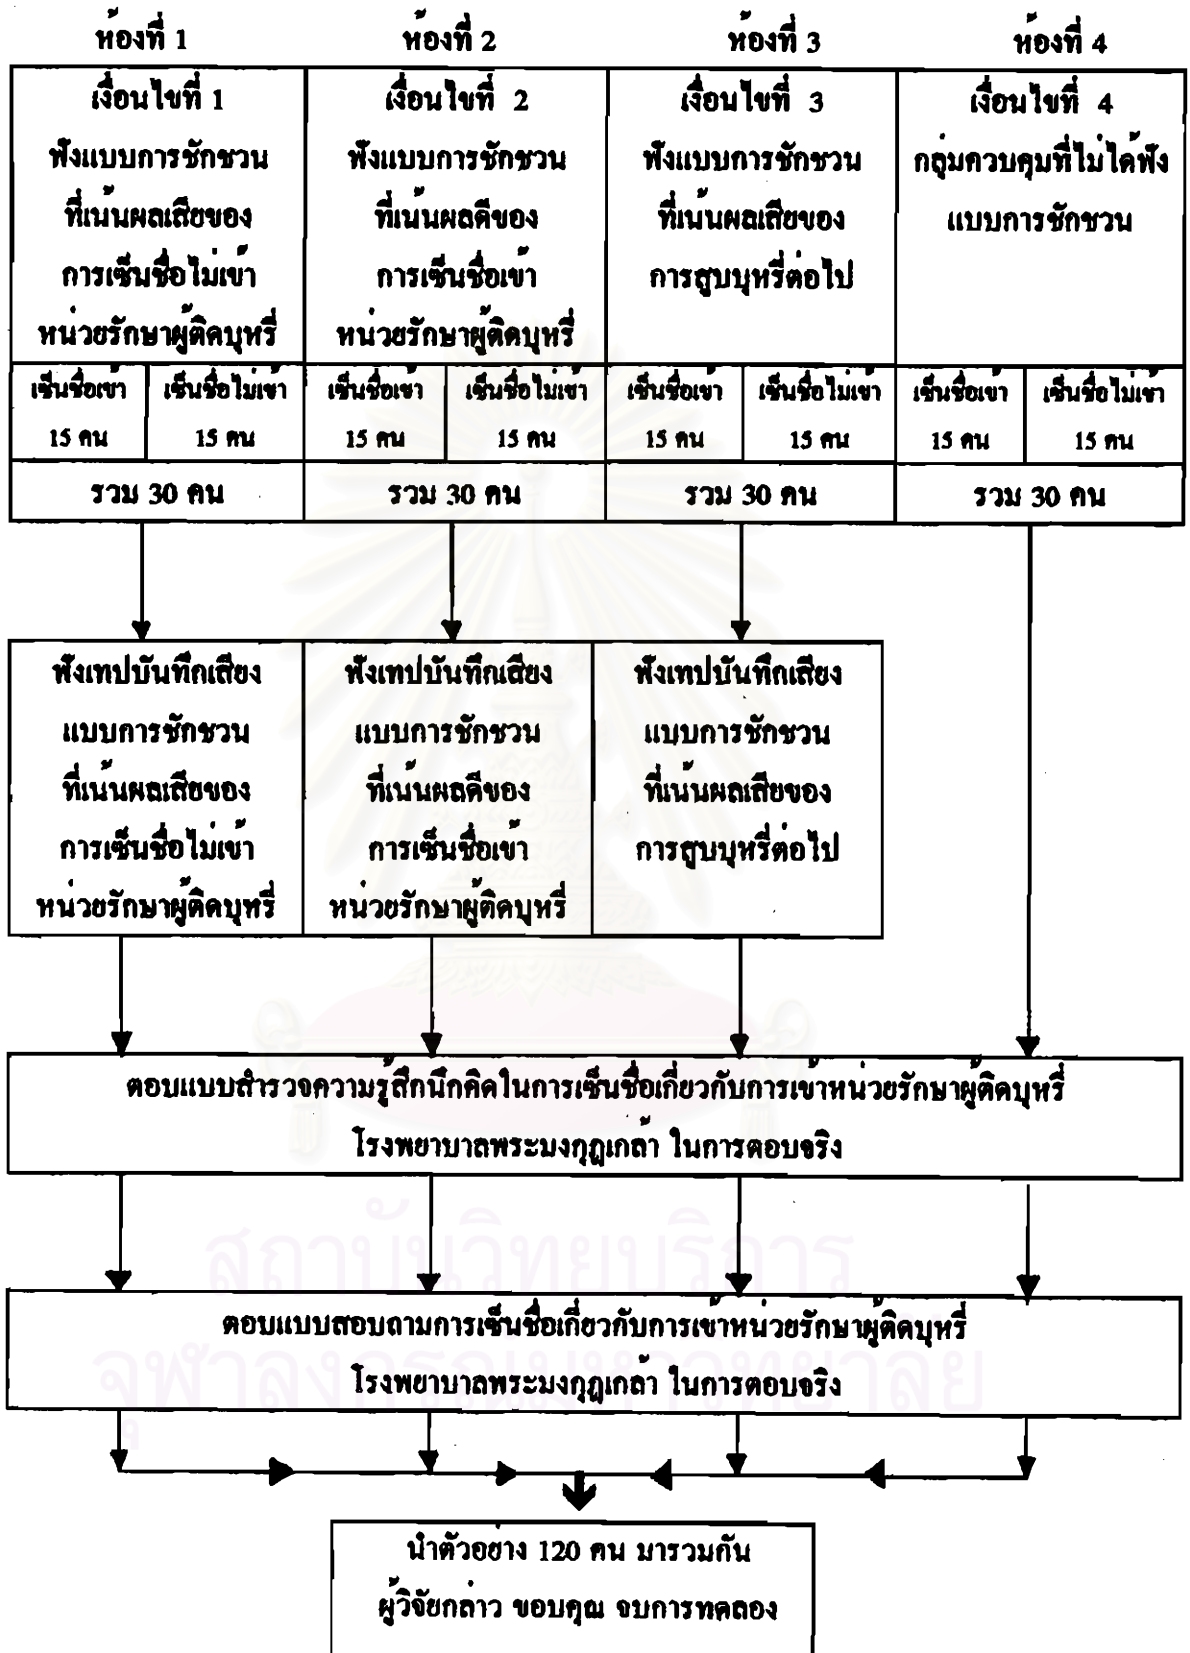 ห้องที่ 1
ห้องที่ 2
ห้องที่ 3
ห้องที่ 4
เงื่อนไขที่ 1
ฟังแบบการชักชวน
ที่เน้นผลเสียของ
การเซ็นชื่อไม่เข้า
หน่วยรักษาผู้ติดบุหรี่
เงื่อนไขที่ 2
ฟังแบบการชักชวน
ที่เน้นผลดีของ
การเซ็นชื่อเข้า
หน่วยรักษาผู้ติดบุหรี่
เงื่อนไขที่ 3
ฟังแบบการชักชวน
ที่เน้นผลเสียของ
การสูบบุหรี่ต่อไป
เงื่อนไขที่ 4
กลุ่มควบคุมที่ไม่ได้ฟัง
แบบการชักชวน
เซ็นชื่อเข้า
15 คน
เซ็นชื่อไม่เข้า
15 คน
เซ็นชื่อเข้า
15 คน
เซ็นชื่อไม่เข้า
15 คน
เซ็นชื่อเข้า
15 คน
เซ็นชื่อไม่เข้า
15 คน
เซ็นชื่อเข้า
15 คน
เซ็นชื่อไม่เข้า
15 คน
รวม 30 คน
รวม 30 คน
รวม 30 คน
รวม 30 คน
ฟังเทปบันทึกเสียง
แบบการชักชวน
ที่เน้นผลเสียของ
การเซ็นชื่อไม่เข้า
หน่วยรักษาผู้ติดบุหรี่
ฟังเทปบันทึกเสียง
แบบการชักชวน
ที่เน้นผลดีของ
การเซ็นชื่อเข้า
หน่วยรักษาผู้ติดบุหรี่
ฟังเทปบันทึกเสียง
แบบการชักชวน
ที่เน้นผลเสียของ
การสูบบุหรี่ต่อไป
ตอบแบบสำรวจความรู้สึกนึกคิดในการเซ็นชื่อเกี่ยวกับการเข้าหน่วยรักษาผู้ติดบุหรี่
โรงพยาบาลพระมงกุฎเกล้า ในการตอบจริง
สถาบันวิทยบริการ
ตอบแบบสอบถามการเซ็นชื่อเกี่ยวกับการเข้าหน่วยรักษาผู้ติดบุหรี่
จุฬาลงกรณ์มหาวิทยาลัย
โรงพยาบาลพระมงกุฎเกล้า ในการตอบจริง
นำตัวอย่าง 120 คน มารวมกัน
ผู้วิจัยกล่าว ขอบคุณ จบการทดลอง